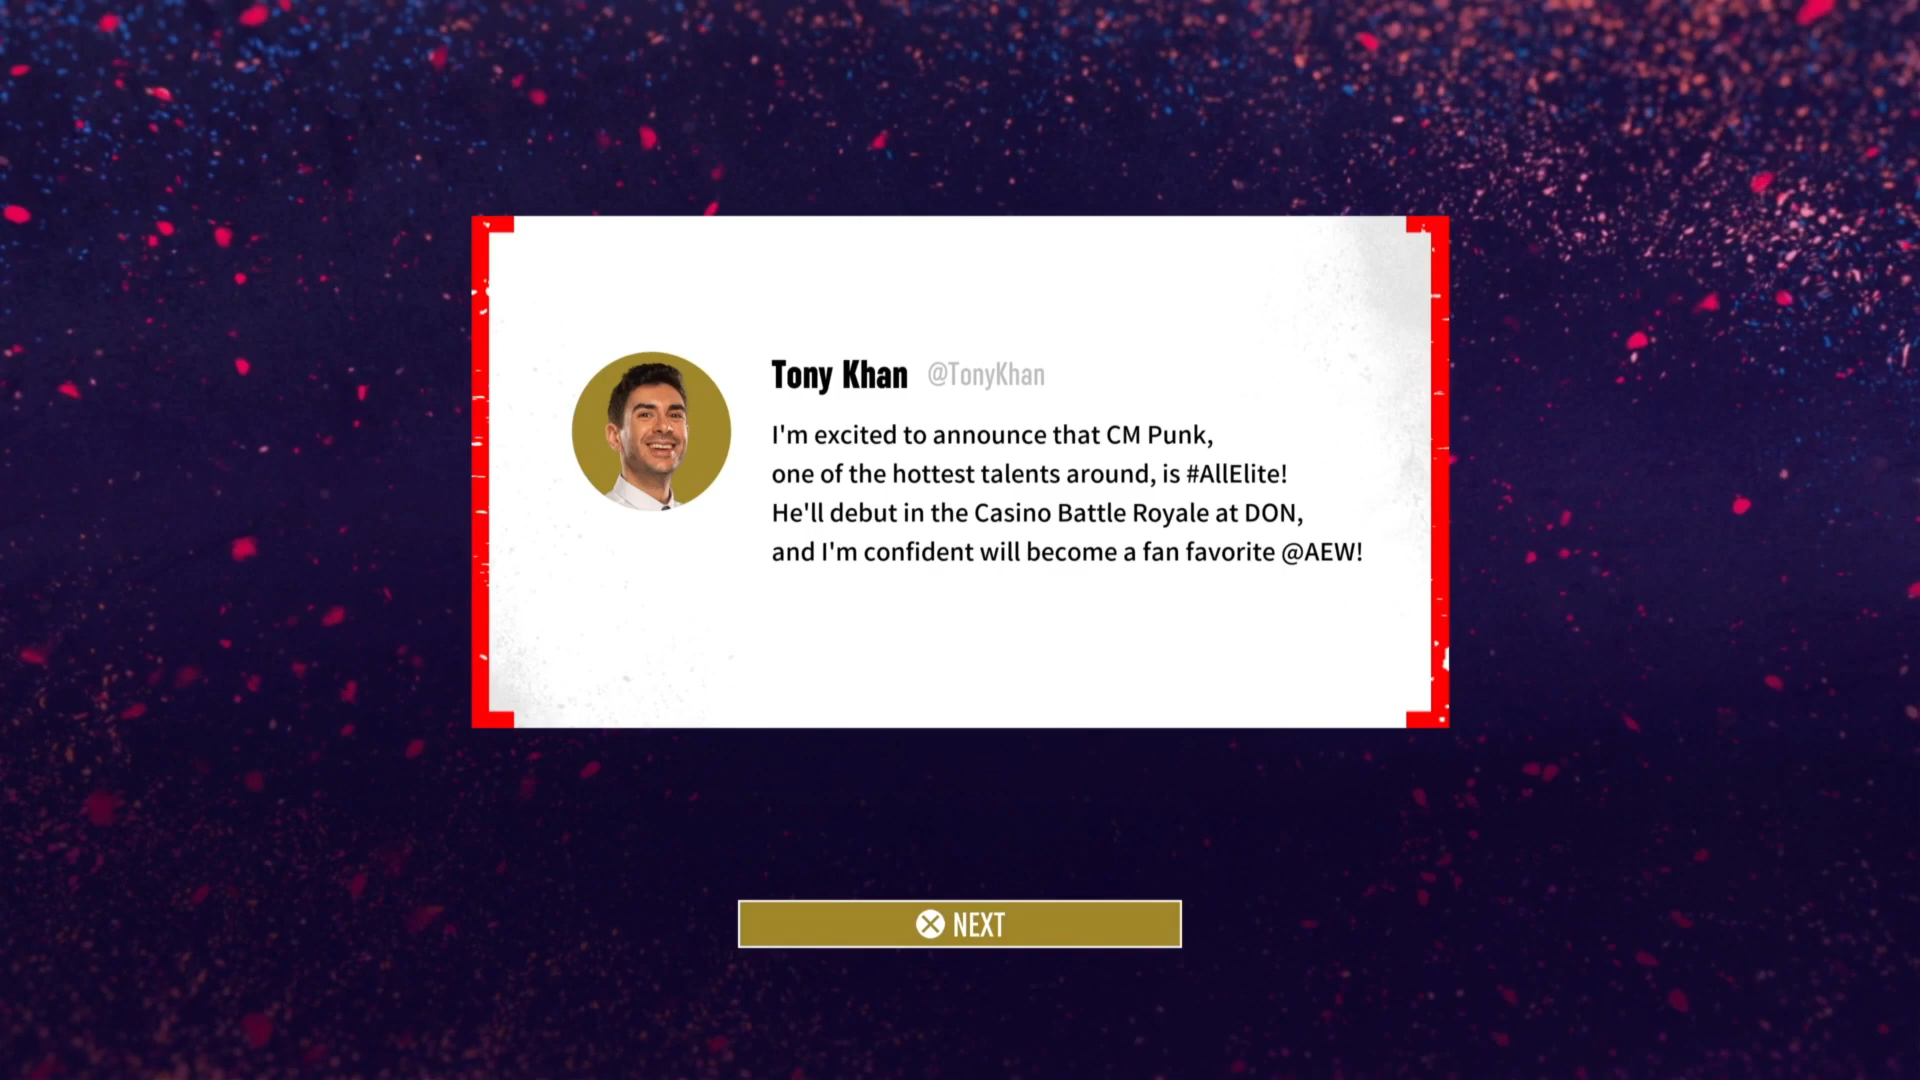 Tony Khan @TonyKhan
I'm excited to announce that CM Punk,
one of the hottest talents around, is #AllElite!
He'll debut in the Casino Battle Royale at DON,
and I'm confident will become a fan favorite @AEW!
NEXT